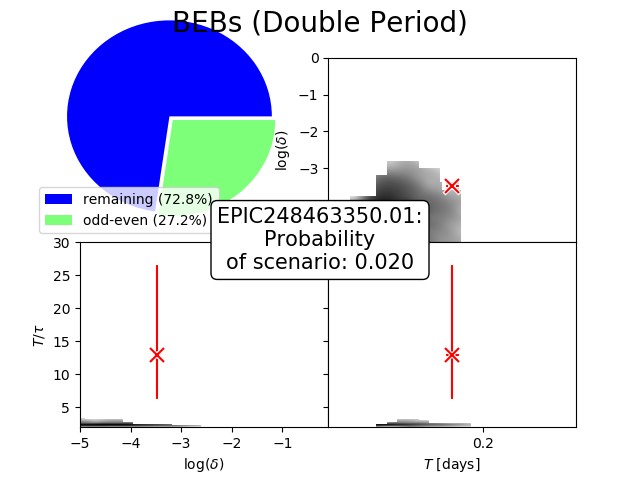 BEBs (Double Period)
remaining (72.8%)
odd-even (27.2%)
log(δ)
0
−1
−2
−3
EPIC248463350.01:
Probability
of scenario: 0.020
T/τ
30
25
20
15
10
5
−5
−4
−3
−2
−1
log(δ)
0.2
T [days]